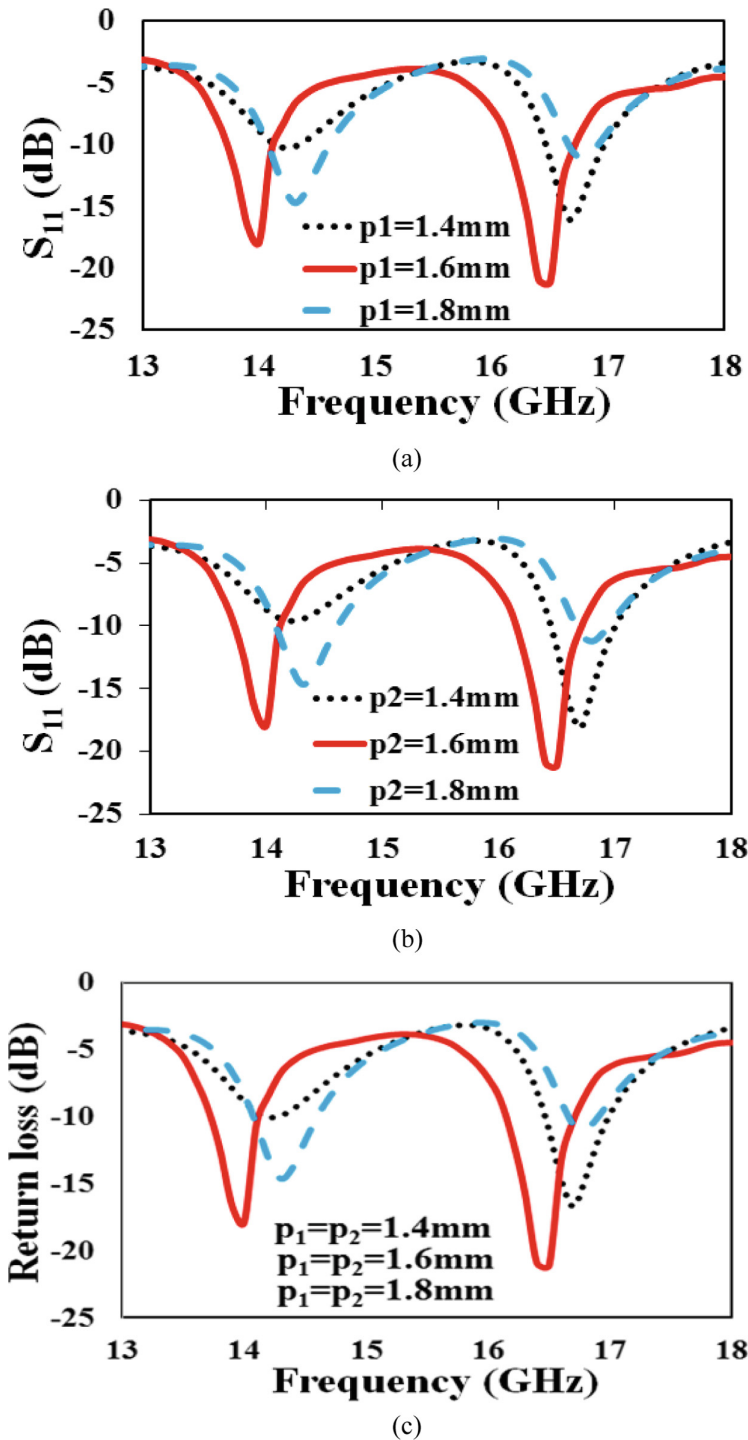 0
-5
-10
-15
-20
-25
S11 (dB)
p1=1.4mm
p1=1.6mm
p1=1.8mm
13 14 15 16 17 18
Frequency (GHz)
(a)
0
-5
-10
-15
-20
-25
S11 (dB)
p2=1.4mm
p2=1.6mm
p2=1.8mm
13 14 15 16 17 18
Frequency (GHz)
(b)
0
-5
-10
-15
-20
-25
Return loss (dB)
p1=p2=1.4mm
p1=p2=1.6mm
p1=p2=1.8mm
13 14 15 16 17 18
Frequency (GHz)
(c)